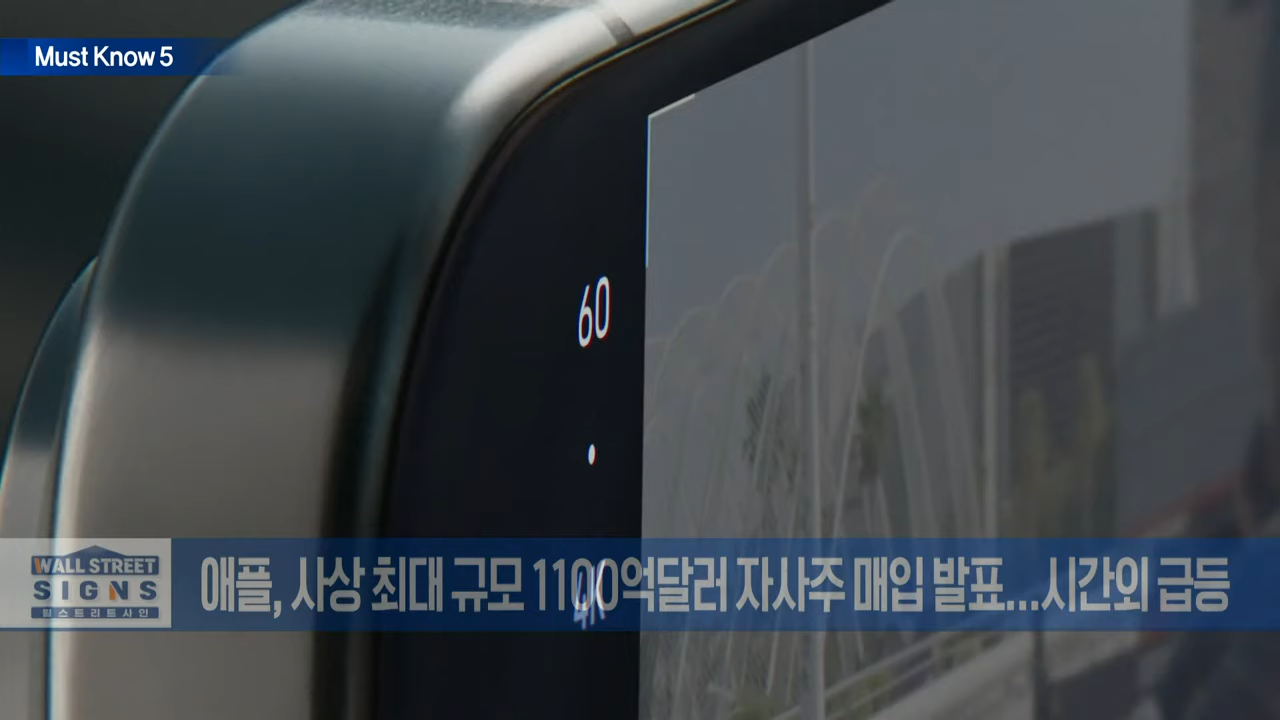 Must Know 5
60
•
4K
WALL STREET
SIGNS
월스트리트사인
애플, 사상 최대 규모 1100억달러 자사주 매입 발표...시간외 급등